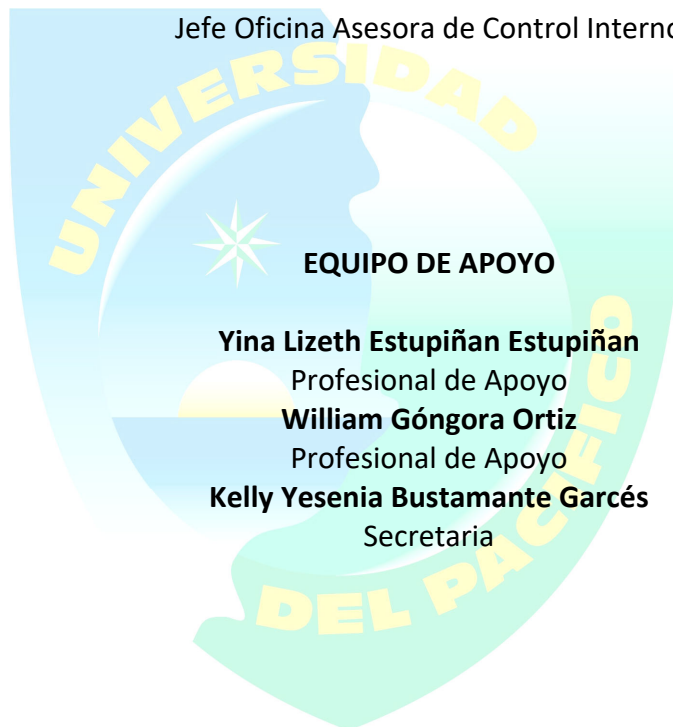 Jefe Oficina Asesora de Control Interno
UNIVERSIDAD
EQUIPO DE APOYO
Yina Lizeth Estupiñan Estupiñan
Profesional de Apoyo
William Góngora Ortiz
Profesional de Apoyo
Kelly Yesenia Bustamante Garcés
Secretaria
DEL PACIFICO